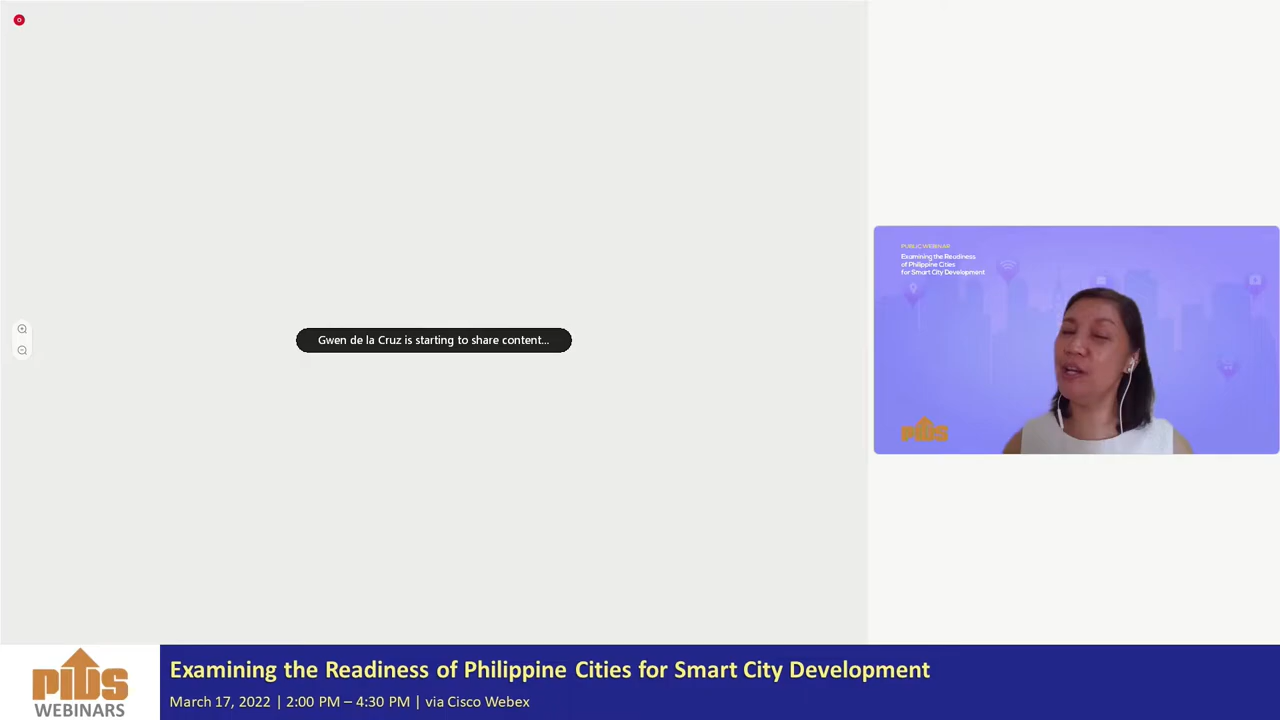 PUBLIC WEBINAR
Examining the Readiness
of Philippine Cities
for Smart City Development
Gwen de la Cruz is starting to share content...
PIDS
PIDS
WEBINARS
Examining the Readiness of Philippine Cities for Smart City Development
March 17, 2022 | 2:00 PM – 4:30 PM | via Cisco Webex